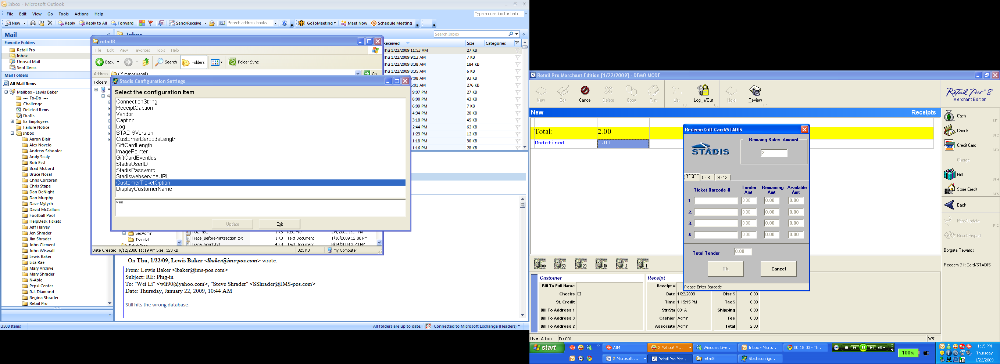 Inbox - Microsoft Outlook
File Edit View Go Tools Actions Help
Type a question for help
New Reply Reply to All Forward Send/Receive Search address books GoToMeeting Meet Now Schedule Meeting
Mail
Inbox
Search Inbox
Favorite Folders
Retail Pro
Inbox
Unread Mail
Sent Items
Mail Folders
All Mail Items
Mailbox - Lewis Baker
--- To-Do ---
Challenge
Deleted Items
Drafts
Ex-Employees
Failure Notice
Inbox
Aaron Blair
Alex Novelo
Andrew Schooler
Andy Sealy
Bob Essl
Brad McCord
Bruce Nosal
Chris Corcoran
Chris Stape
Dan DeNight
Dan Murphy
Dave Mytych
David McCallum
Football Pool
HelpDesk Tickets
Jeff Harvey
Jen Shrader
Jim Shrader
John Clement
John Wiswall
Lewis Baker
Lisa Rae
Mary Archive
Mary Shrader
N-Able
Pepsi Center
R.J. Diamond
Regina Shrader
Retail Pro
3508 Items
All folders are up to date. Connected to Microsoft Exchange (Headers)
Received Size Categories
Thu 1/22/2009 11:53 AM 27 KB
Thu 1/22/2009 9:13 AM 7 KB
Thu 1/22/2009 8:38 AM 184 KB
Thu 1/22/2009 8:35 AM 6 KB
7:08 AM 93 KB
6:01 AM 276 KB
9:07 PM 27 KB
8:00 PM 43 KB
6:09 PM 7 KB
4:34 PM 20 KB
3:18 PM 45 KB
2:44 PM 62 KB
1:23 PM 12 KB
1:18 PM 30 KB
1:16 PM 28 KB
retail8
File Edit View Favorites Tools Help
Back Search Folders Folder Sync
Address C:\imspos\retail8 Go
Folders
Stadis Configuration Settings
Select the configuration Item
ConnectionString
ReceiptCaption
Vendor
Caption
Log
STADISVersion
CustomerBarcodeLength
GiftCardLength
ImagePointer
GiftCardEventIds
StadisUserID
StadisPassword
StadiswebserviceURL
CustomerTicketOption
DisplayCustomerName
YES
Update Exit
SecAdmin
Translat
TicketCheck
TO2.REC 1 KB REC File 2/4/2002 1:24 PM
Trace_BeforePrintsection.txt 1 KB Text Document 1/16/2009 12:00 PM
Trace_Script.txt 4 KB Text Document 8/14/2008 3:23 PM
Date Created: 9/12/2008 11:19 AM Size: 323 KB 323 KB My Computer
--- On Thu, 1/22/09, Lewis Baker <lbaker@ims-pos.com> wrote:
From: Lewis Baker <lbaker@ims-pos.com>
Subject: RE: Plug-in
To: "Wei Li" <wli90@yahoo.com>, "Steve Shrader" <SShrader@IMS-pos.com>
Date: Thursday, January 22, 2009, 10:44 AM
Still hits the wrong database.
Retail Pro Merchant Edition [1/22/2009] - DEMO MODE
New Edit Cancel Delete Copy Print List F8 Log In/Out CL Hold Review F7
Retail Pro 8
Merchant Edition
New Receipts
Total: 2.00
Undefined 2.00
Cash SF1
Check SF2
Credit Card SF3
Charge
Gift SF4
Store Credit SF5
Back
Print/Update F12
Reset Pinpad
Borgata Rewards
Redeem Gift Card/STADIS
Redeem Gift Card/STADIS
STADIS
Remaing Sales Amount
2
1 - 4 5 - 8 9 - 12
Ticket Barcode # Tender Amt Remaining Amt Available Amt
1. 0.00 0.00 0.00
2. 0.00 0.00 0.00
3. 0.00 0.00 0.00
4. 0.00 0.00 0.00
Total Tender 0.00
Ok Cancel
Please Enter Barcode
100 50 20 10 5 1
Customer
Bill To Full Name
Checks
St. Credit
Bill To Address 1
Bill To Address 3
Bill To Address 2
Receipt
Receipt #
Date 1/22/2009
Time 1:15:15 PM
Str/Sta 001A
Cashier Admin
Associate Admin
Disc $ 0.00
Tax $ 0.00
Shipping 0.00
Fee 0.00
Total 2.00
User: Admin Pr: 001 WS1
start AIM 2 Yahoo! M... Windows Live... Inbox - Micro... 00:18:03 - Th...
2 Microsoft ... Retail Pro Mer... retail8 Stadisconfigu...
100%
1:15 PM
Thursday
1/22/2009